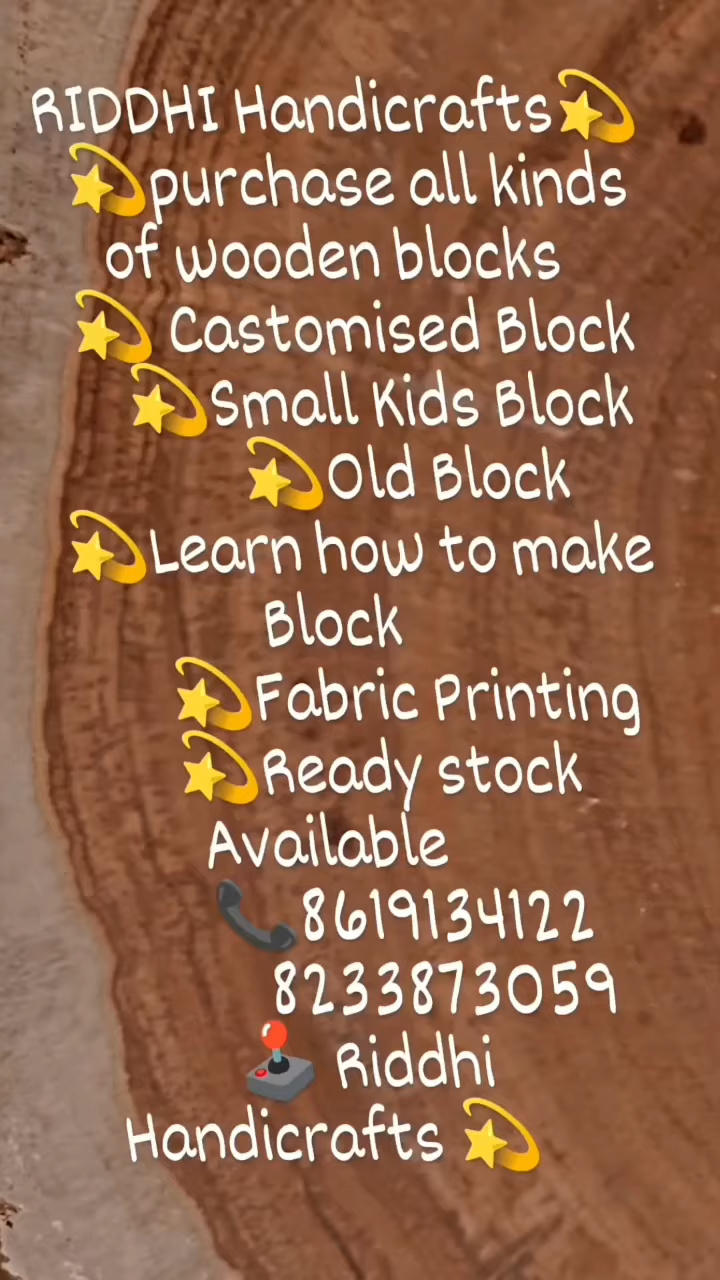 RIDDHI Handicrafts💫
💫purchase all kinds
of wooden blocks
💫 Castomised Block
💫Small Kids Block
💫Old Block
💫Learn how to make
Block
💫Fabric Printing
💫Ready stock
Available
📞8619134122
8233873059
🕹️ Riddhi
Handicrafts 💫